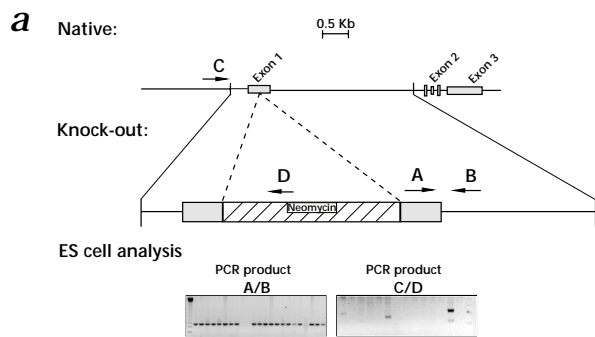 a
Native:
0.5 Kb
C
Exon 1
Exon 2
Exon 3
Knock-out:
D
A
B
Neomycin
ES cell analysis
PCR product
A/B
PCR product
C/D